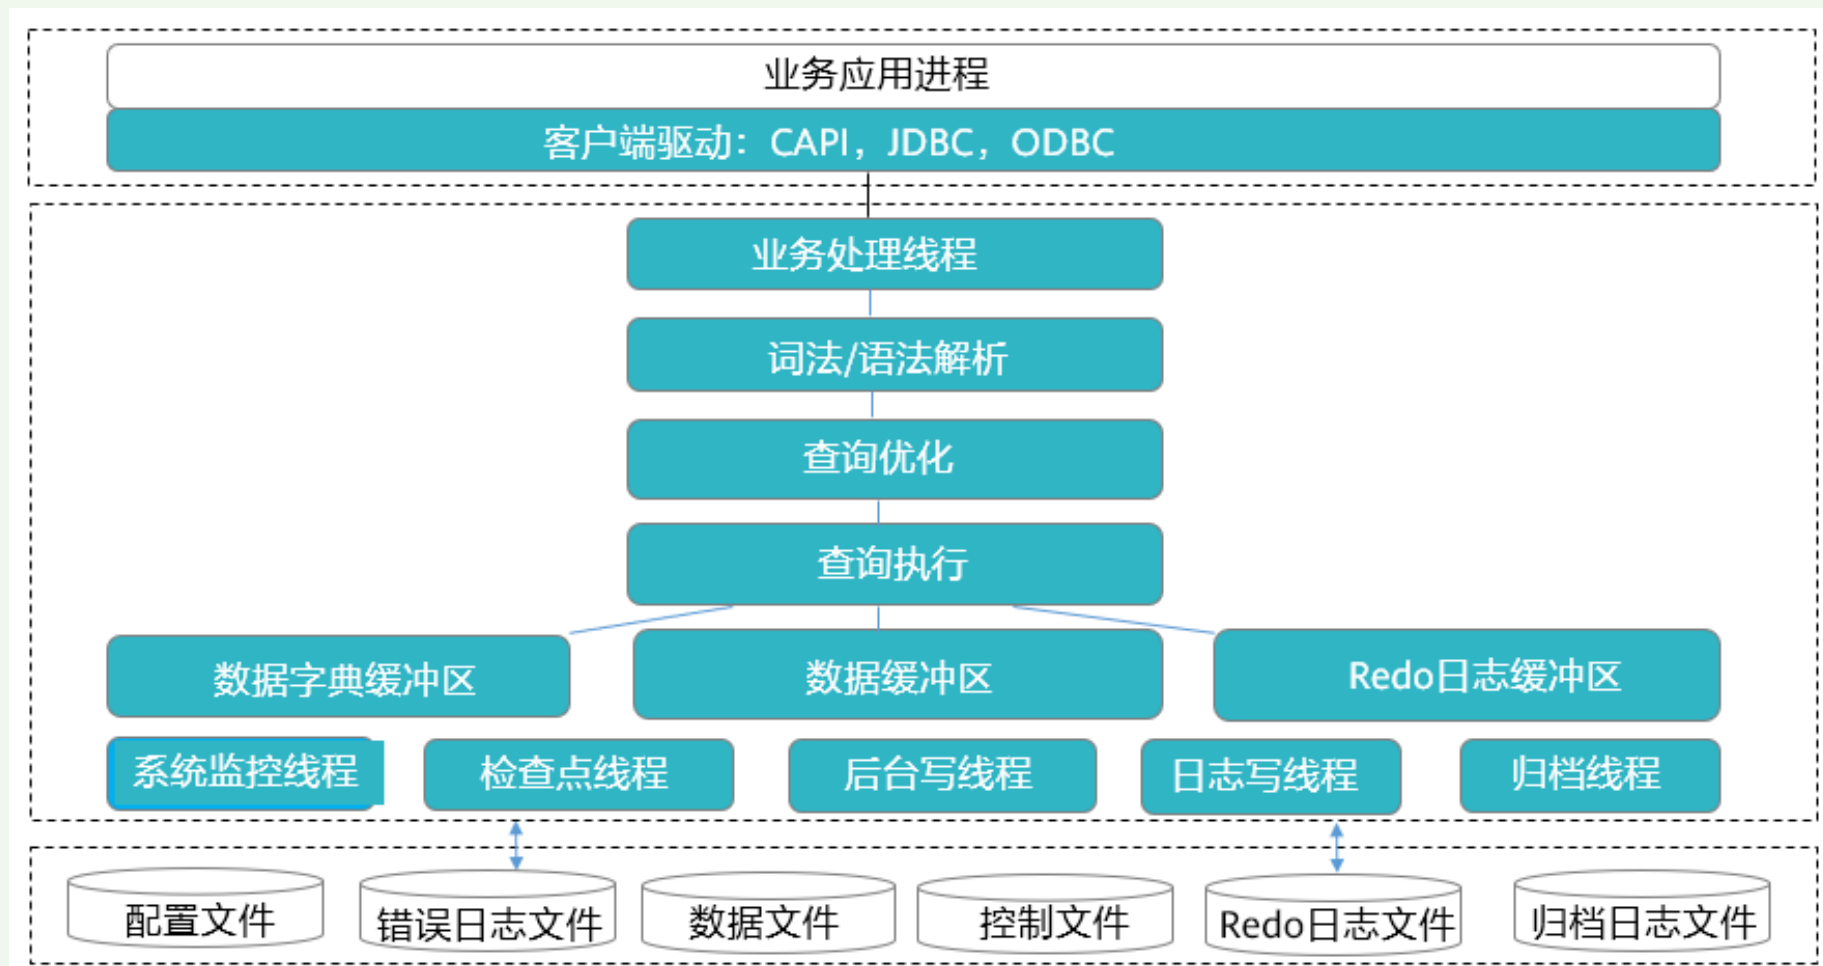 业务应用进程
客户端驱动：CAPI，JDBC，ODBC
业务处理线程
词法/语法解析
查询优化
查询执行
数据字典缓冲区
数据缓冲区
Redo日志缓冲区
系统监控线程
检查点线程
后台写线程
日志写线程
归档线程
配置文件
错误日志文件
数据文件
控制文件
Redo日志文件
归档日志文件